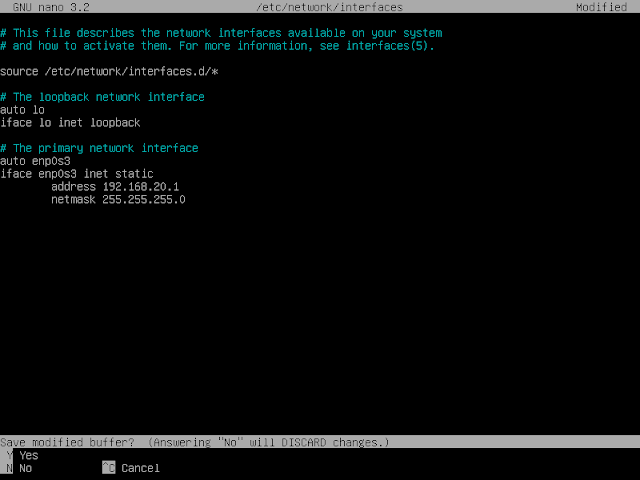 GNU nano 3.2 /etc/network/interfaces Modified
# This file describes the network interfaces available on your system
# and how to activate them. For more information, see interfaces(5).
source /etc/network/interfaces.d/*
# The loopback network interface
auto lo
iface lo inet loopback
# The primary network interface
auto enp0s3
iface enp0s3 inet static
address 192.168.20.1
netmask 255.255.255.0
Save modified buffer? (Answering "No" will DISCARD changes.)
Y Yes
N No ^C Cancel